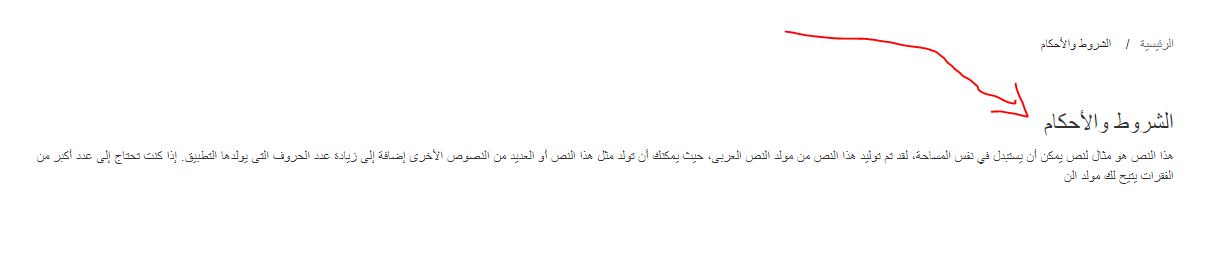 الرئيسية / الشروط والأحكام
الشروط والأحكام
هذا النص هو مثال لنص يمكن أن يستبدل في نفس المساحة، لقد تم توليد هذا النص من مولد النص العربى، حيث يمكنك أن تولد مثل هذا النص أو العديد من النصوص الأخرى إضافة إلى زيادة عدد الحروف التى يولدها التطبيق. إذا كنت تحتاج إلى عدد أكبر من
الفقرات يتيح لك مولد الن